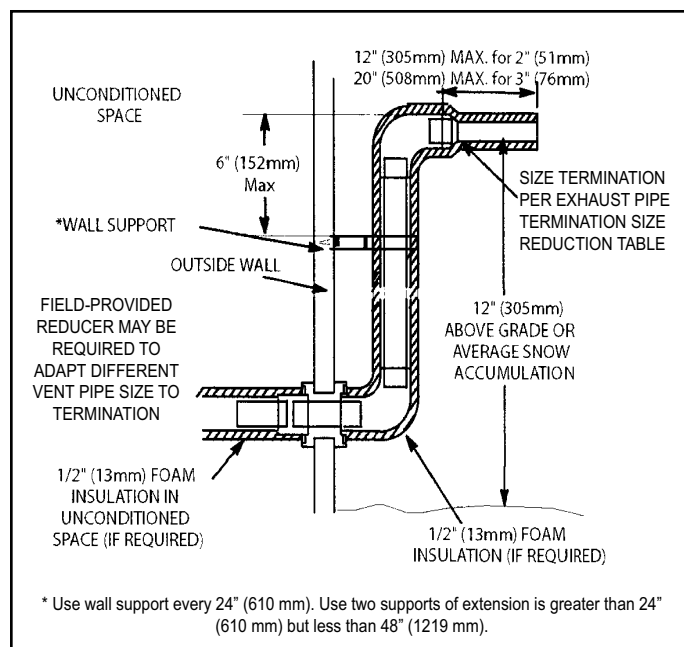 12" (305mm) MAX. for 2" (51mm)
20" (508mm) MAX. for 3" (76mm)
UNCONDITIONED
SPACE
6" (152mm)
Max
SIZE TERMINATION
PER EXHAUST PIPE
TERMINATION SIZE
REDUCTION TABLE
*WALL SUPPORT
OUTSIDE WALL
FIELD-PROVIDED
REDUCER MAY BE
REQUIRED TO
ADAPT DIFFERENT
VENT PIPE SIZE TO
TERMINATION
12" (305mm)
ABOVE GRADE OR
AVERAGE SNOW
ACCUMULATION
1/2" (13mm) FOAM
INSULATION IN
UNCONDITIONED
SPACE (IF REQUIRED)
1/2" (13mm) FOAM
INSULATION (IF REQUIRED)
* Use wall support every 24” (610 mm). Use two supports of extension is greater than 24”
(610 mm) but less than 48” (1219 mm).